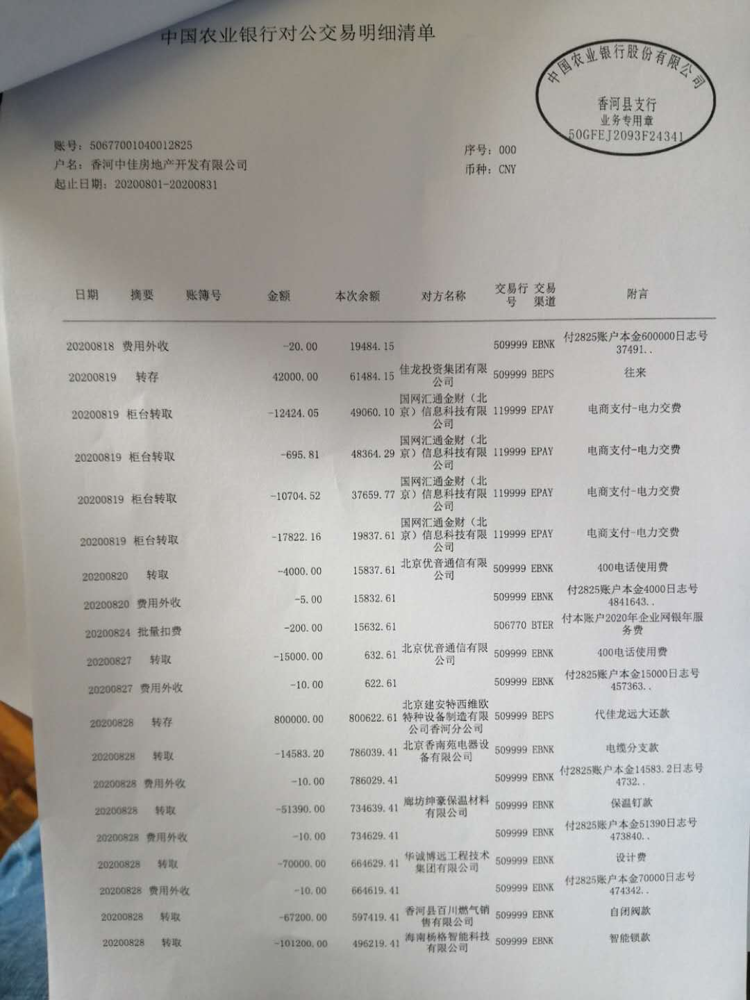 中国农业银行对公交易明细清单
中国农业银行股份有限公司
香河县支行
业务专用章
50GFEJ2093F24341
账号：50677001040012825
户名：香河中佳房地产开发有限公司
起止日期：20200801-20200831
序号：000
币种：CNY
日期 摘要 账簿号 金额 本次余额 对方名称 交易行号 交易渠道 附言
20200818 费用外收 -20.00 19484.15 509999 EBNK 付2825账户本金600000日志号37491..
20200819 转存 42000.00 61484.15 佳龙投资集团有限公司 509999 BEPS 往来
20200819 柜台转取 -12424.05 49060.10 国网汇通金财（北京）信息科技有限公司 119999 EPAY 电商支付-电力交费
20200819 柜台转取 -695.81 48364.29 国网汇通金财（北京）信息科技有限公司 119999 EPAY 电商支付-电力交费
20200819 柜台转取 -10704.52 37659.77 国网汇通金财（北京）信息科技有限公司 119999 EPAY 电商支付-电力交费
20200819 柜台转取 -17822.16 19837.61 国网汇通金财（北京）信息科技有限公司 119999 EPAY 电商支付-电力交费
20200820 转取 -4000.00 15837.61 北京优音通信有限公司 509999 EBNK 400电话使用费
20200820 费用外收 -5.00 15832.61 509999 EBNK 付2825账户本金4000日志号4841643..
20200824 批量扣费 -200.00 15632.61 506770 BTER 付本账户2020年企业网银年服务费
20200827 转取 -15000.00 632.61 北京优音通信有限公司 509999 EBNK 400电话使用费
20200827 费用外收 -10.00 622.61 509999 EBNK 付2825账户本金15000日志号457363..
20200828 转存 800000.00 800622.61 北京建安特西维欧特种设备制造有限公司香河分公司 509999 BEPS 代佳龙远大还款
20200828 转取 -14583.20 786039.41 北京香南苑电器设备有限公司 509999 EBNK 电缆分支款
20200828 费用外收 -10.00 786029.41 509999 EBNK 付2825账户本金14583.2日志号4732..
20200828 转取 -51390.00 734639.41 廊坊绅豪保温材料有限公司 509999 EBNK 保温钉款
20200828 费用外收 -10.00 734629.41 509999 EBNK 付2825账户本金51390日志号473840..
20200828 转取 -70000.00 664629.41 华诚博远工程技术集团有限公司 509999 EBNK 设计费
20200828 费用外收 -10.00 664619.41 509999 EBNK 付2825账户本金70000日志号474342..
20200828 转取 -67200.00 597419.41 香河县百川燃气销售有限公司 509999 EBNK 自闭阀款
20200828 转取 -101200.00 496219.41 海南杨格智能科技有限公司 509999 EBNK 智能锁款